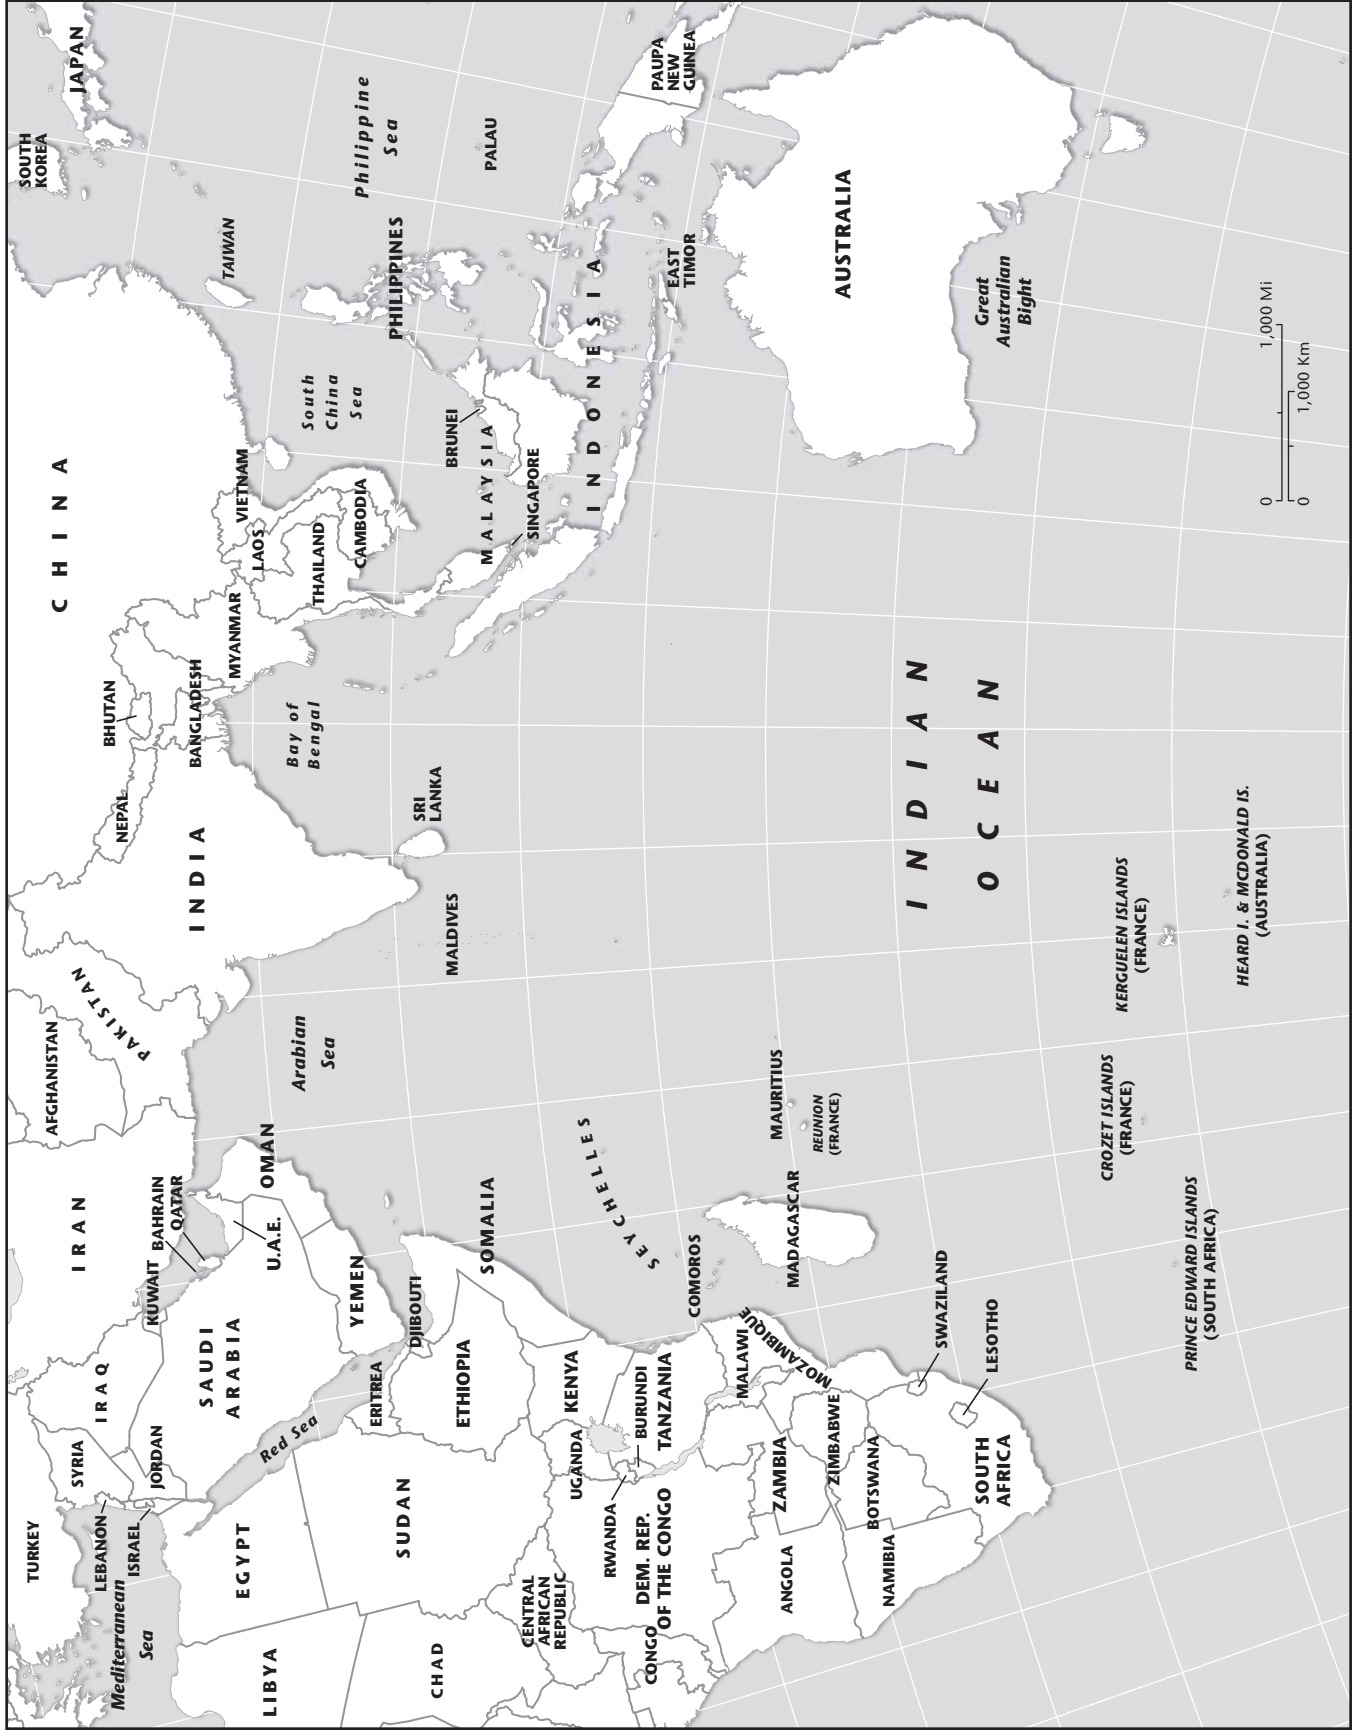 TURKEY
SYRIA
LEBANON
ISRAEL
JORDAN
I R A Q
I R A N
KUWAIT
BAHRAIN
QATAR
U.A.E.
OMAN
SAUDI
ARABIA
YEMEN
AFGHANISTAN
PAKISTAN
I N D I A
NEPAL
BHUTAN
BANGLADESH
SRI
LANKA
MALDIVES
C H I N A
SOUTH
KOREA
JAPAN
TAIWAN
MYANMAR
LAOS
VIETNAM
THAILAND
CAMBODIA
PHILIPPINES
PALAU
BRUNEI
M A L A Y S I A
SINGAPORE
I N D O N E S I A
EAST
TIMOR
PAUPA
NEW
GUINEA
AUSTRALIA
Mediterranean
Sea
Red Sea
Arabian
Sea
Bay of
Bengal
South
China
Sea
Philippine
Sea
Great
Australian
Bight
I N D I A N
O C E A N
LIBYA
EGYPT
CHAD
SUDAN
ERITREA
DJIBOUTI
ETHIOPIA
SOMALIA
CENTRAL
AFRICAN
REPUBLIC
CONGO
DEM. REP.
OF THE CONGO
UGANDA
RWANDA
BURUNDI
KENYA
TANZANIA
SEYCHELLES
COMOROS
ANGOLA
ZAMBIA
MALAWI
MOZAMBIQUE
ZIMBABWE
BOTSWANA
NAMIBIA
SOUTH
AFRICA
SWAZILAND
LESOTHO
MADAGASCAR
MAURITIUS
REUNION
(FRANCE)
CROZET ISLANDS
(FRANCE)
KERGUELEN ISLANDS
(FRANCE)
PRINCE EDWARD ISLANDS
(SOUTH AFRICA)
HEARD I. & MCDONALD IS.
(AUSTRALIA)
0 1,000 Mi
0 1,000 Km